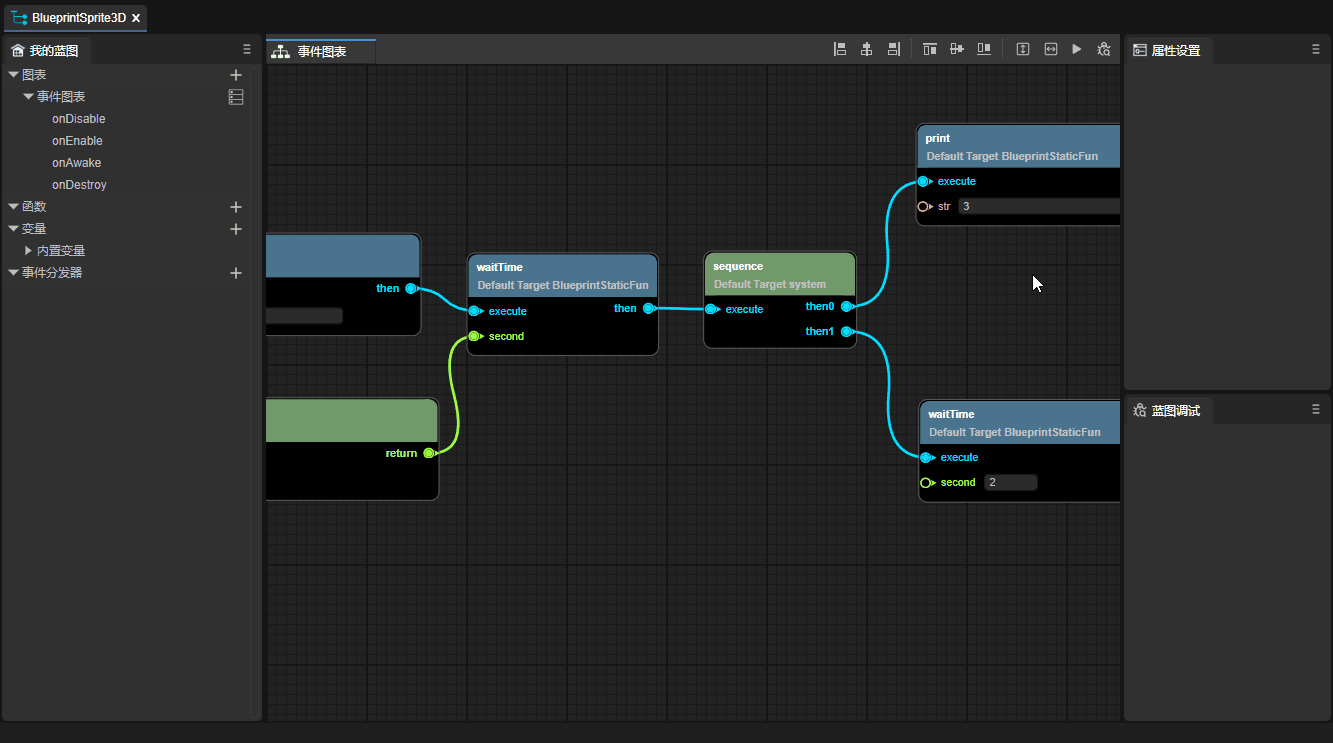 BlueprintSprite3D
我的蓝图
图表
事件图表
onDisable
onEnable
onAwake
onDestroy
函数
变量
内置变量
事件分发器
事件图表
then
return
waitTime
Default Target BlueprintStaticFun
execute
then
second
sequence
Default Target system
execute
then0
then1
print
Default Target BlueprintStaticFun
execute
str 3
waitTime
Default Target BlueprintStaticFun
execute
second 2
属性设置
蓝图调试